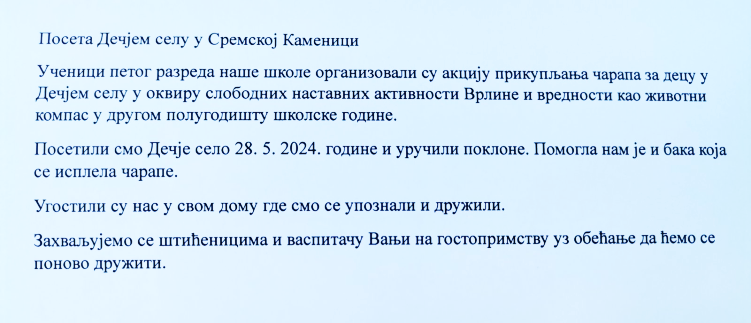 Посета Дечјем селу у Сремској Каменици
Ученици петог разреда наше школе организовали су акцију прикупљања чарапа за децу у
Дечјем селу у оквиру слободних наставних активности Врлине и вредности као животни
компас у другом полугодишту школске године.
Посетили смо Дечје село 28. 5. 2024. године и уручили поклоне. Помогла нам је и бака која
се исплела чарапе.
Угостили су нас у свом дому где смо се упознали и дружили.
Захваљујемо се штићеницима и васпитачу Вањи на гостопримству уз обећање да ћемо се
поново дружити.